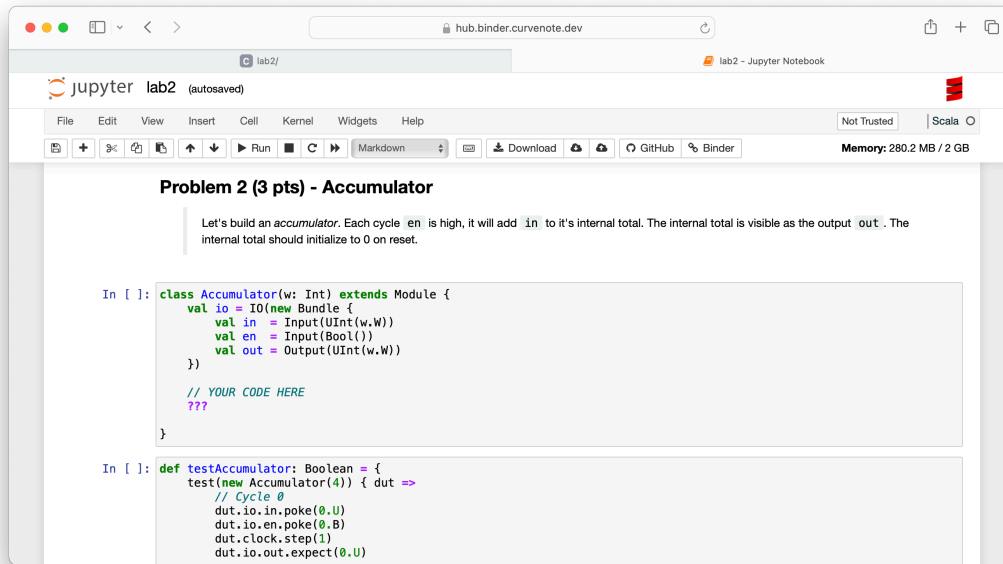 hub.binder.curvenote.dev
C lab2/
lab2 - Jupyter Notebook
jupyter lab2 (autosaved)
File Edit View Insert Cell Kernel Widgets Help
Not Trusted
Scala
Run
Markdown
Download
GitHub
Binder
Memory: 280.2 MB / 2 GB
Problem 2 (3 pts) - Accumulator
Let's build an accumulator. Each cycle en is high, it will add in to it's internal total. The internal total is visible as the output out . The
internal total should initialize to 0 on reset.
In [ ]: class Accumulator(w: Int) extends Module {
    val io = IO(new Bundle {
        val in  = Input(UInt(w.W))
        val en  = Input(Bool())
        val out = Output(UInt(w.W))
    })
    // YOUR CODE HERE
    ???
}
In [ ]: def testAccumulator: Boolean = {
    test(new Accumulator(4)) { dut =>
        // Cycle 0
        dut.io.in.poke(0.U)
        dut.io.en.poke(0.B)
        dut.clock.step(1)
        dut.io.out.expect(0.U)